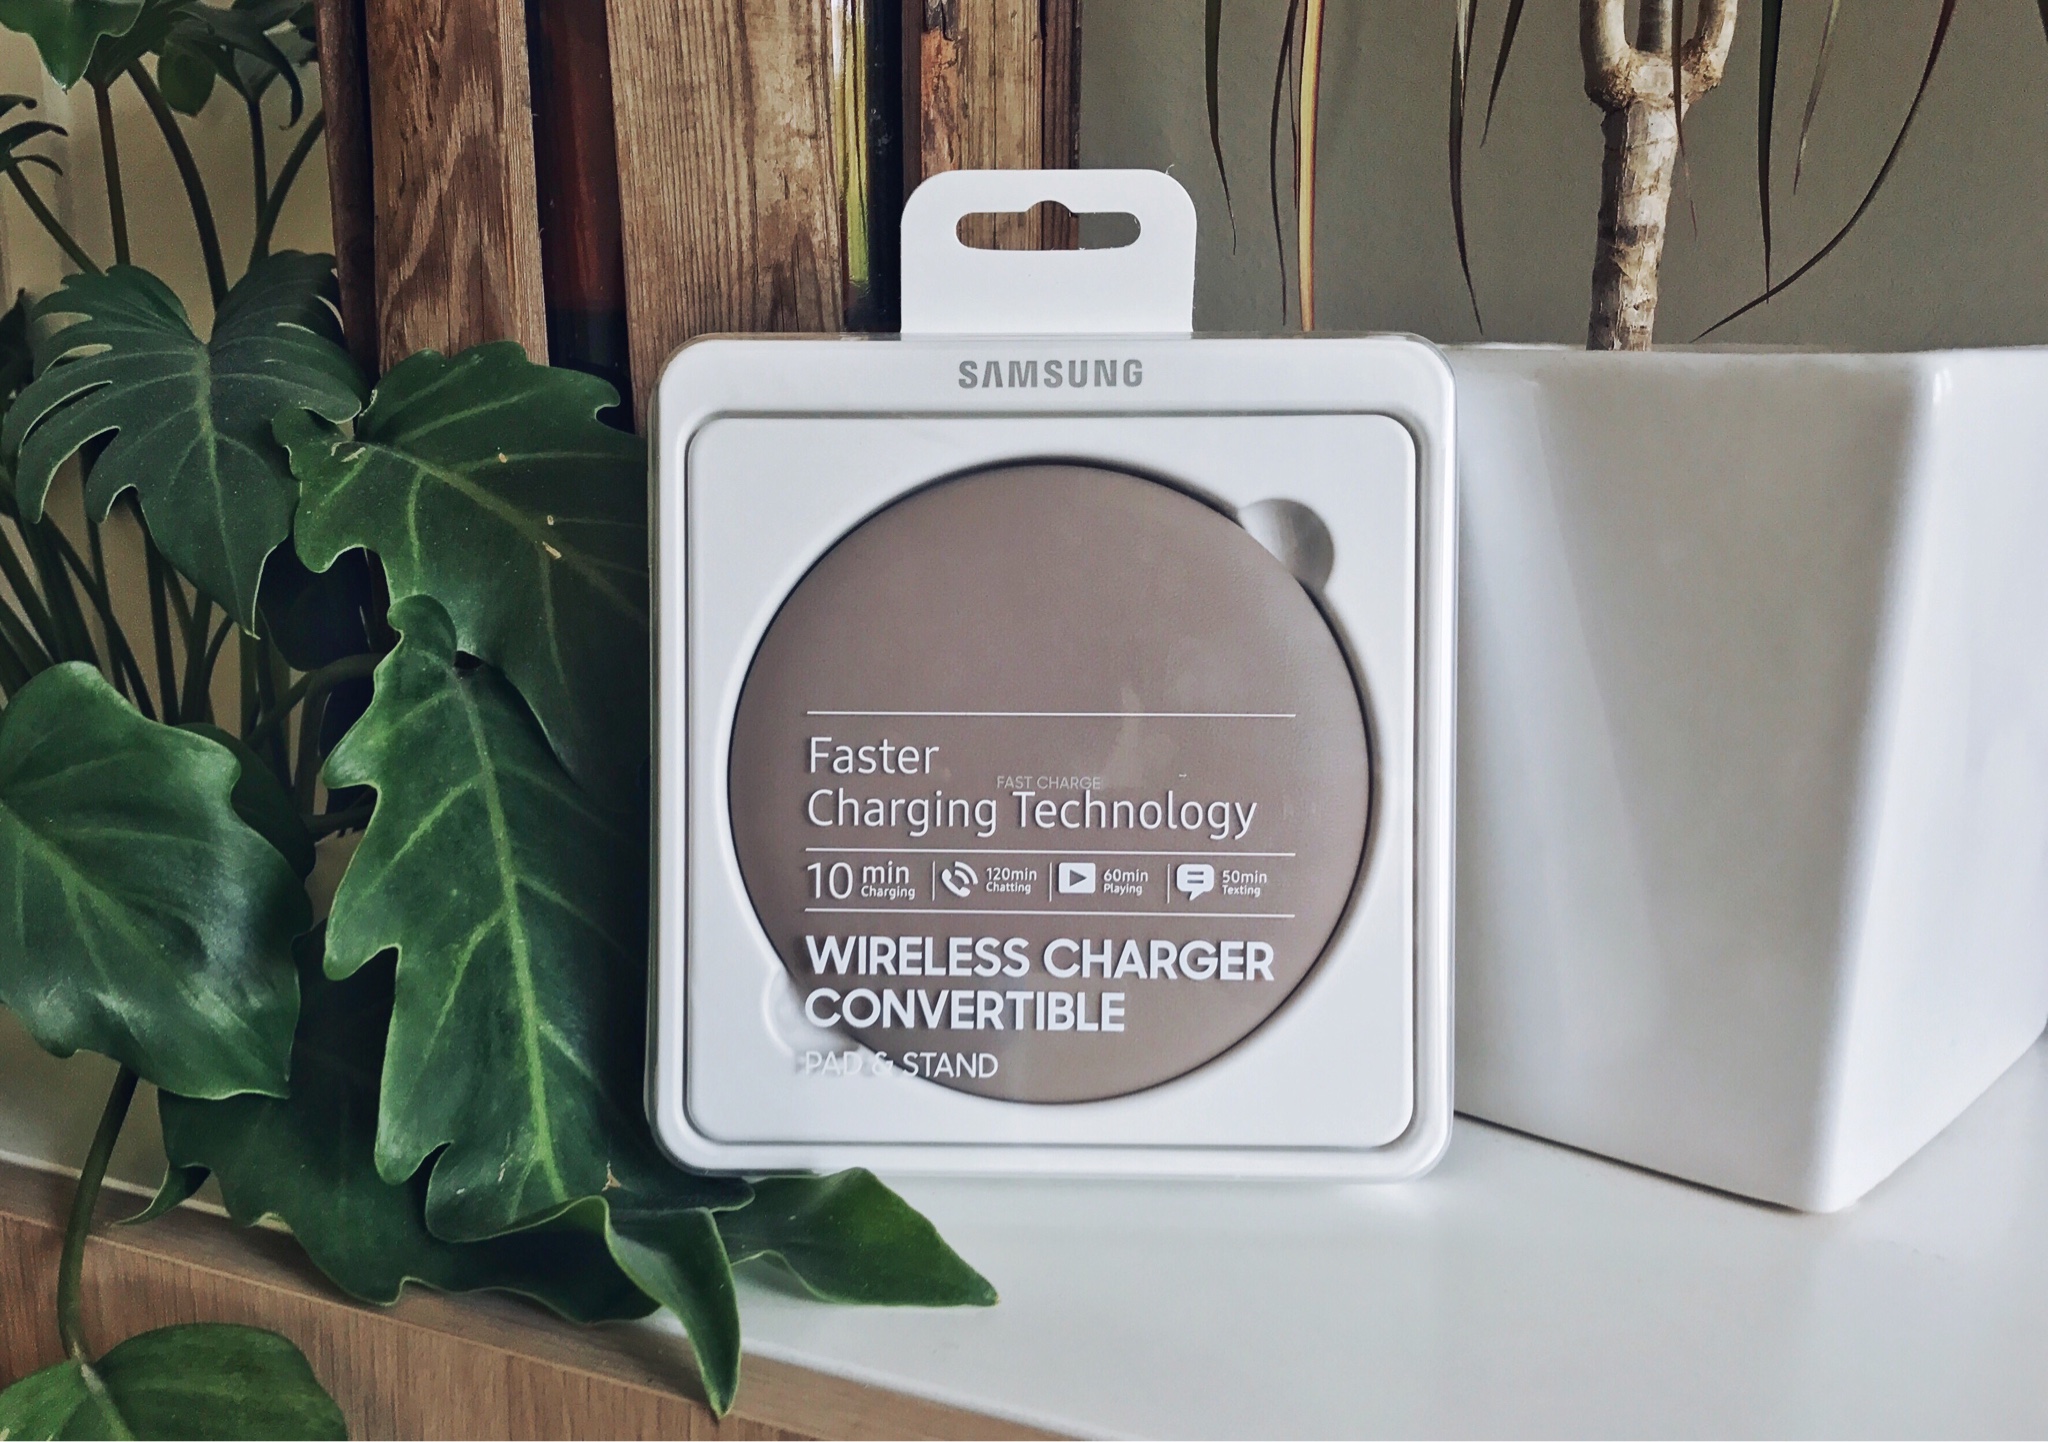 SAMSUNG
Faster
FAST CHARGE
Charging Technology
10 min Charging 120min Chatting 60min Playing 50min Texting
WIRELESS CHARGER
CONVERTIBLE
PAD & STAND